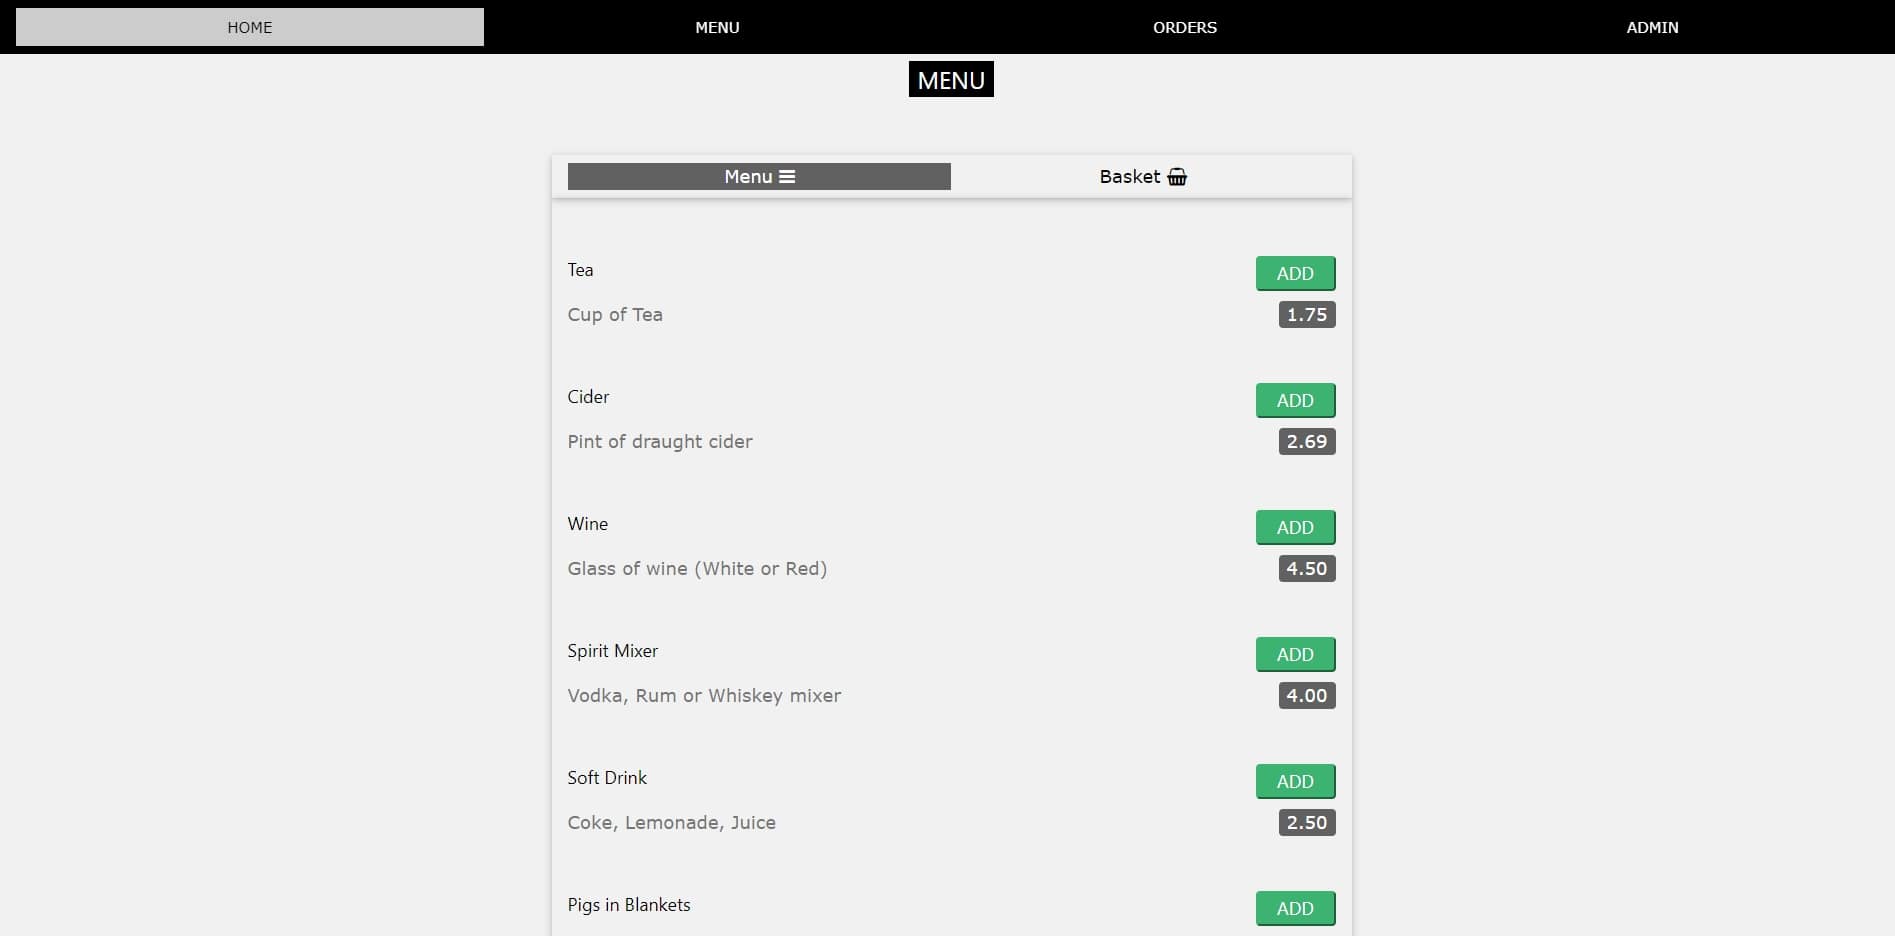 HOME MENU ORDERS ADMIN
MENU
Menu Basket
Tea ADD
Cup of Tea 1.75
Cider ADD
Pint of draught cider 2.69
Wine ADD
Glass of wine (White or Red) 4.50
Spirit Mixer ADD
Vodka, Rum or Whiskey mixer 4.00
Soft Drink ADD
Coke, Lemonade, Juice 2.50
Pigs in Blankets ADD